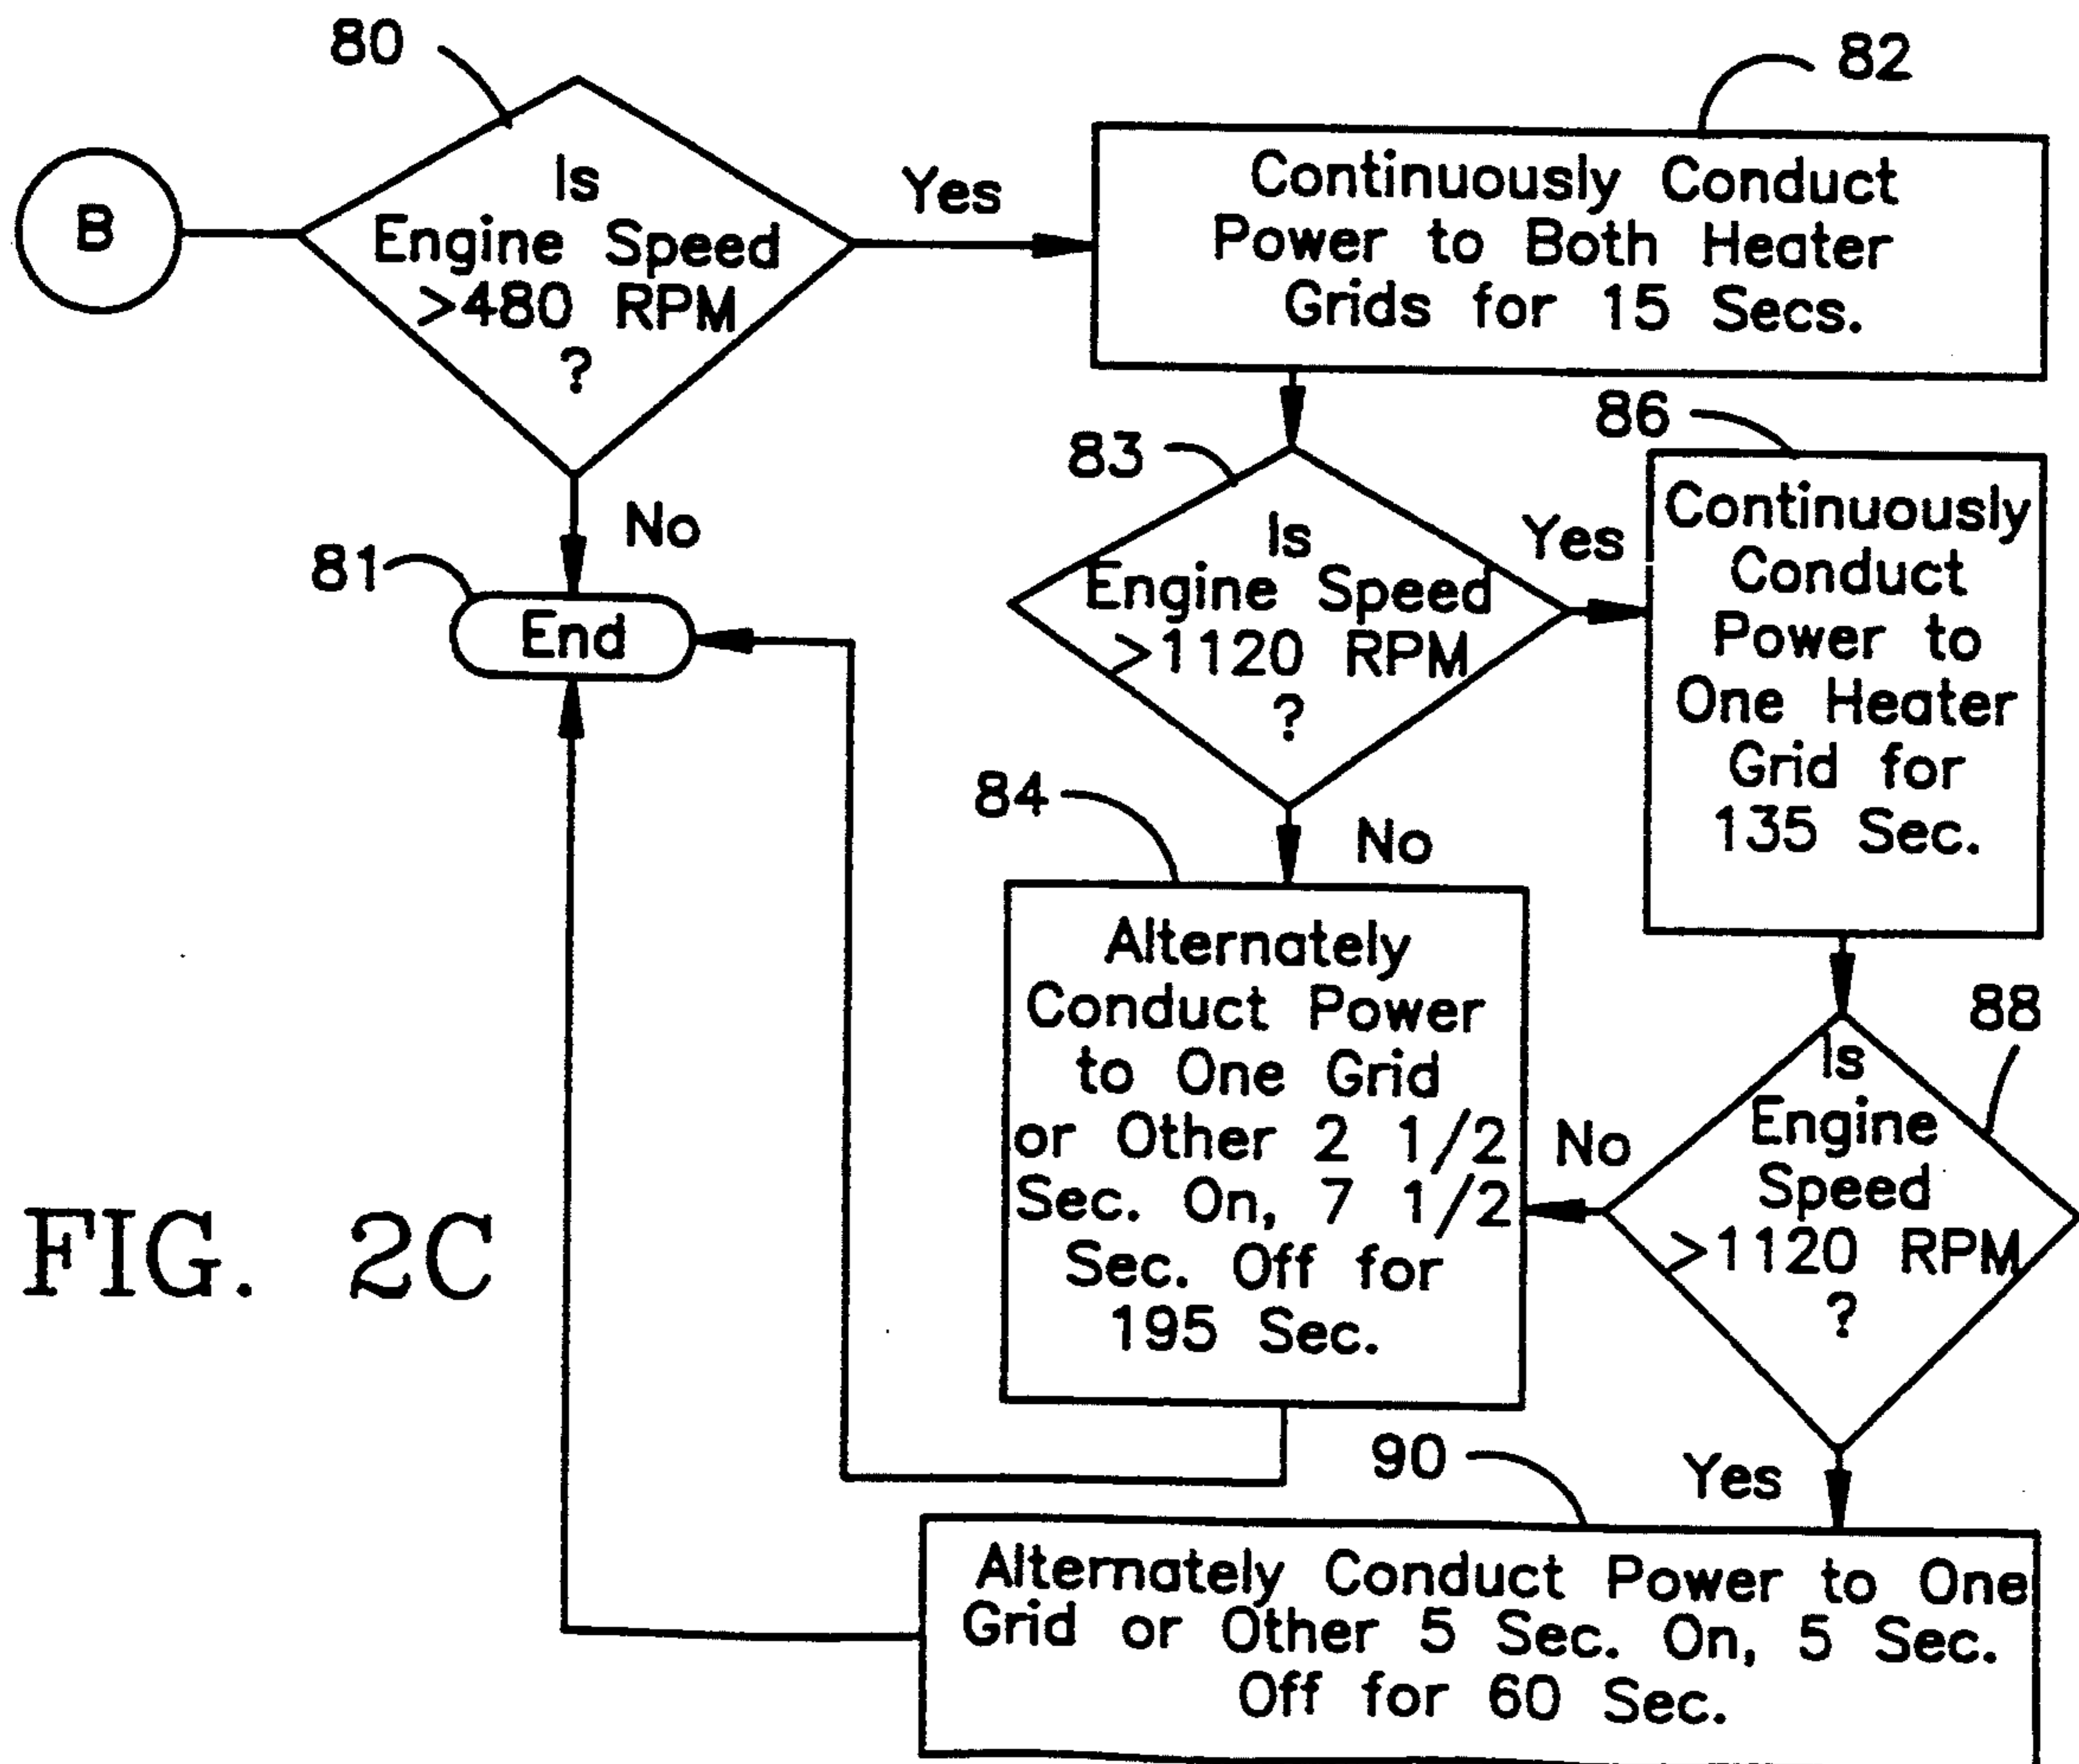 80
B
Is
Engine Speed
>480 RPM
?
Yes
No
81
End
82
Continuously Conduct
Power to Both Heater
Grids for 15 Secs.
83
Is
Engine Speed
>1120 RPM
?
Yes
No
86
Continuously
Conduct
Power to
One Heater
Grid for
135 Sec.
84
Alternately
Conduct Power
to One Grid
or Other 2 1/2
Sec. On, 7 1/2
Sec. Off for
195 Sec.
88
Is
Engine
Speed
>1120 RPM
?
No
Yes
90
Alternately Conduct Power to One
Grid or Other 5 Sec. On, 5 Sec.
Off for 60 Sec.
FIG. 2C